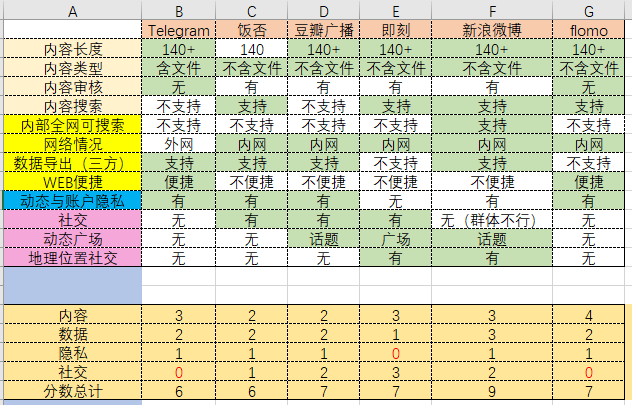 A B C D E F G
Telegram 饭否 豆瓣广播 即刻 新浪微博 flomo
内容长度 140+ 140 140+ 140+ 140+ 140+
内容类型 含文件 不含文件 不含文件 不含文件 不含文件 不含文件
内容审核 无 有 有 有 有 无
内容搜索 不支持 支持 不支持 支持 支持 支持
内部全网可搜索 不支持 不支持 不支持 不支持 支持 不支持
网络情况 外网 内网 内网 内网 内网 内网
数据导出（三方） 支持 支持 支持 不支持 支持 不支持
WEB便捷 便捷 不便捷 不便捷 不便捷 不便捷 便捷
动态与账户隐私 有 有 有 无 有 有
社交 无 有 有 有 无（群体不行） 无
动态广场 无 无 话题 广场 话题 无
地理位置社交 无 无 无 有 有 无
内容 3 2 2 3 3 4
数据 2 2 2 1 3 2
隐私 1 1 1 0 1 1
社交 0 1 2 3 2 0
分数总计 6 6 7 7 9 7